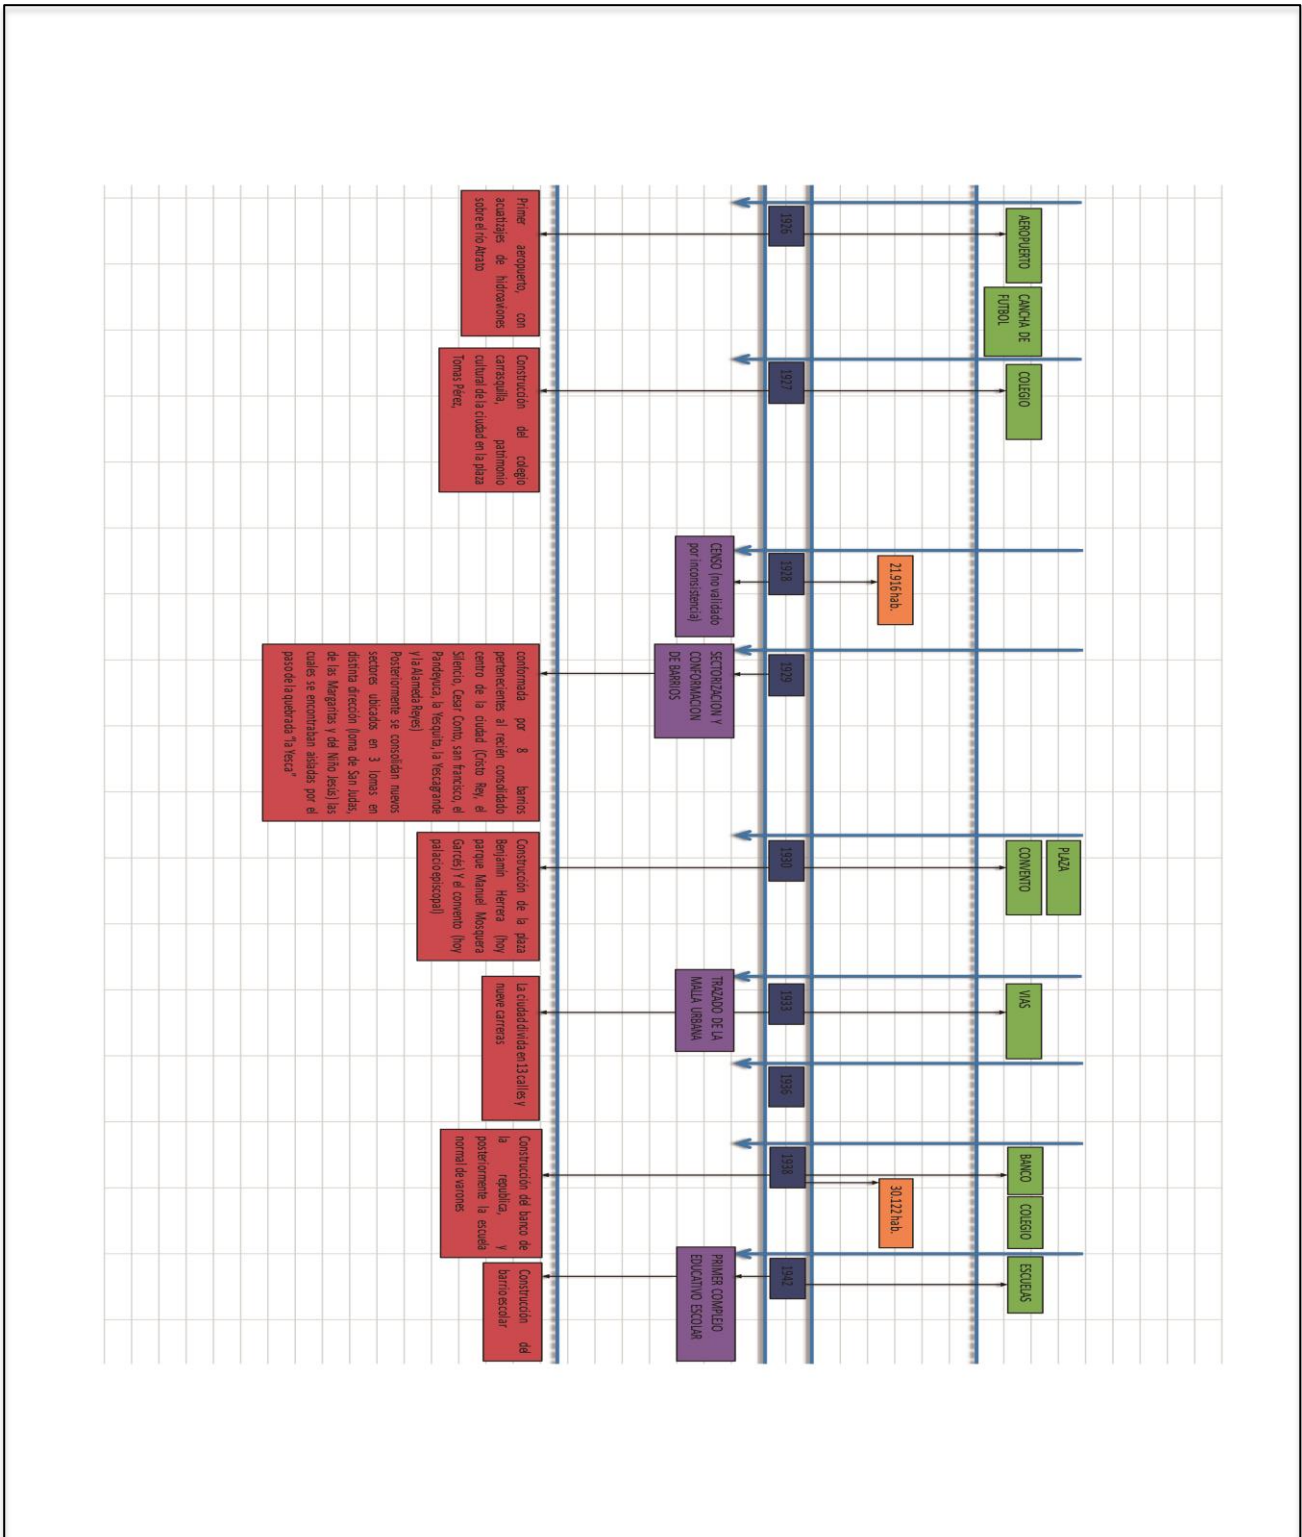 AEROPUERTO
CANCHA DE
FUTBOL
COLEGIO
PLAZA
CONVENTO
VIAS
BANCO
COLEGIO
ESCUELAS
21.916 hab.
30.122 hab.
1926
1927
1928
1929
1930
1933
1936
1938
1942
CENSO (no validado
por inconsistencia)
SECTORIZACION Y
CONFORMACION
DE BARRIOS
TRAZADO DE LA
MALLA URBANA
PRIMER COMPLEJO
EDUCATIVO ESCOLAR
Primer aeropuerto, con
acuatizajes de hidroaviones
sobre el río Atrato
Construcción del colegio
carrasquilla, patrimonio
cultural de la ciudad en la plaza
Tomas Pérez,
conformada por 8 barrios
pertenecientes al recién consolidado
centro de la ciudad (Cristo Rey, el
Silencio, Cesar Conto, san francisco, el
Pandeyuca, la Yesquita, la Yescagrande
y la Alameda Reyes)
Posteriormente se consolidan nuevos
sectores ubicados en 3 lomas en
distinta dirección (loma de San Judas,
de las Margaritas y del Niño Jesús) las
cuales se encontraban aisladas por el
paso de la quebrada "la Yesca"
Construcción de la plaza
Benjamín Herrera (hoy
parque Manuel Mosquera
Garcés) Y el convento (hoy
palacio episcopal)
La ciudad divida en 13 calles y
nueve carreras
Construcción del banco de
la republica, y
posteriormente la escuela
normal de varones
Construcción del
barrio escolar